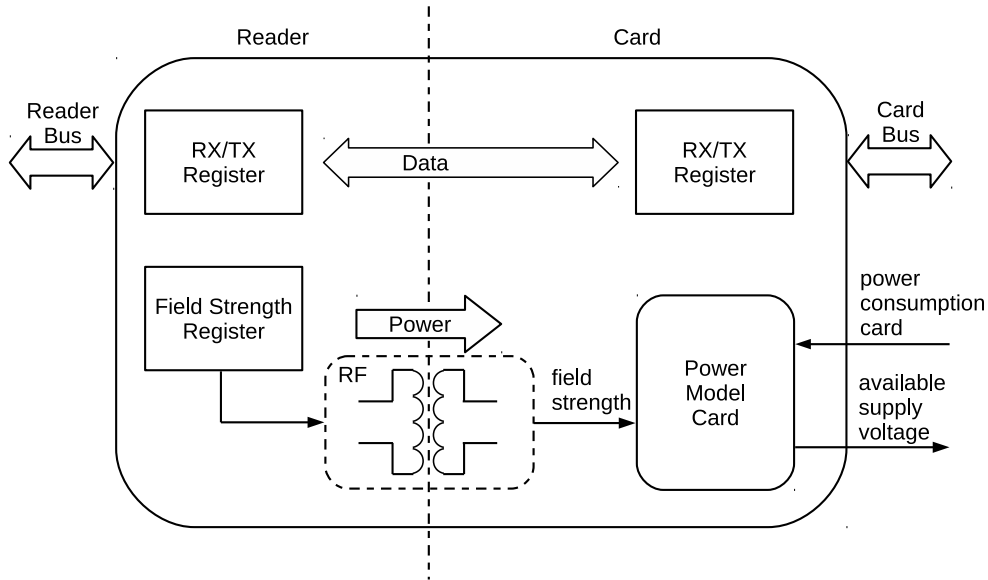 Reader
Card
Reader
Bus
Card
Bus
RX/TX
Register
Data
RX/TX
Register
Field Strength
Register
Power
power
consumption
card
RF
field
strength
Power
Model
Card
available
supply
voltage